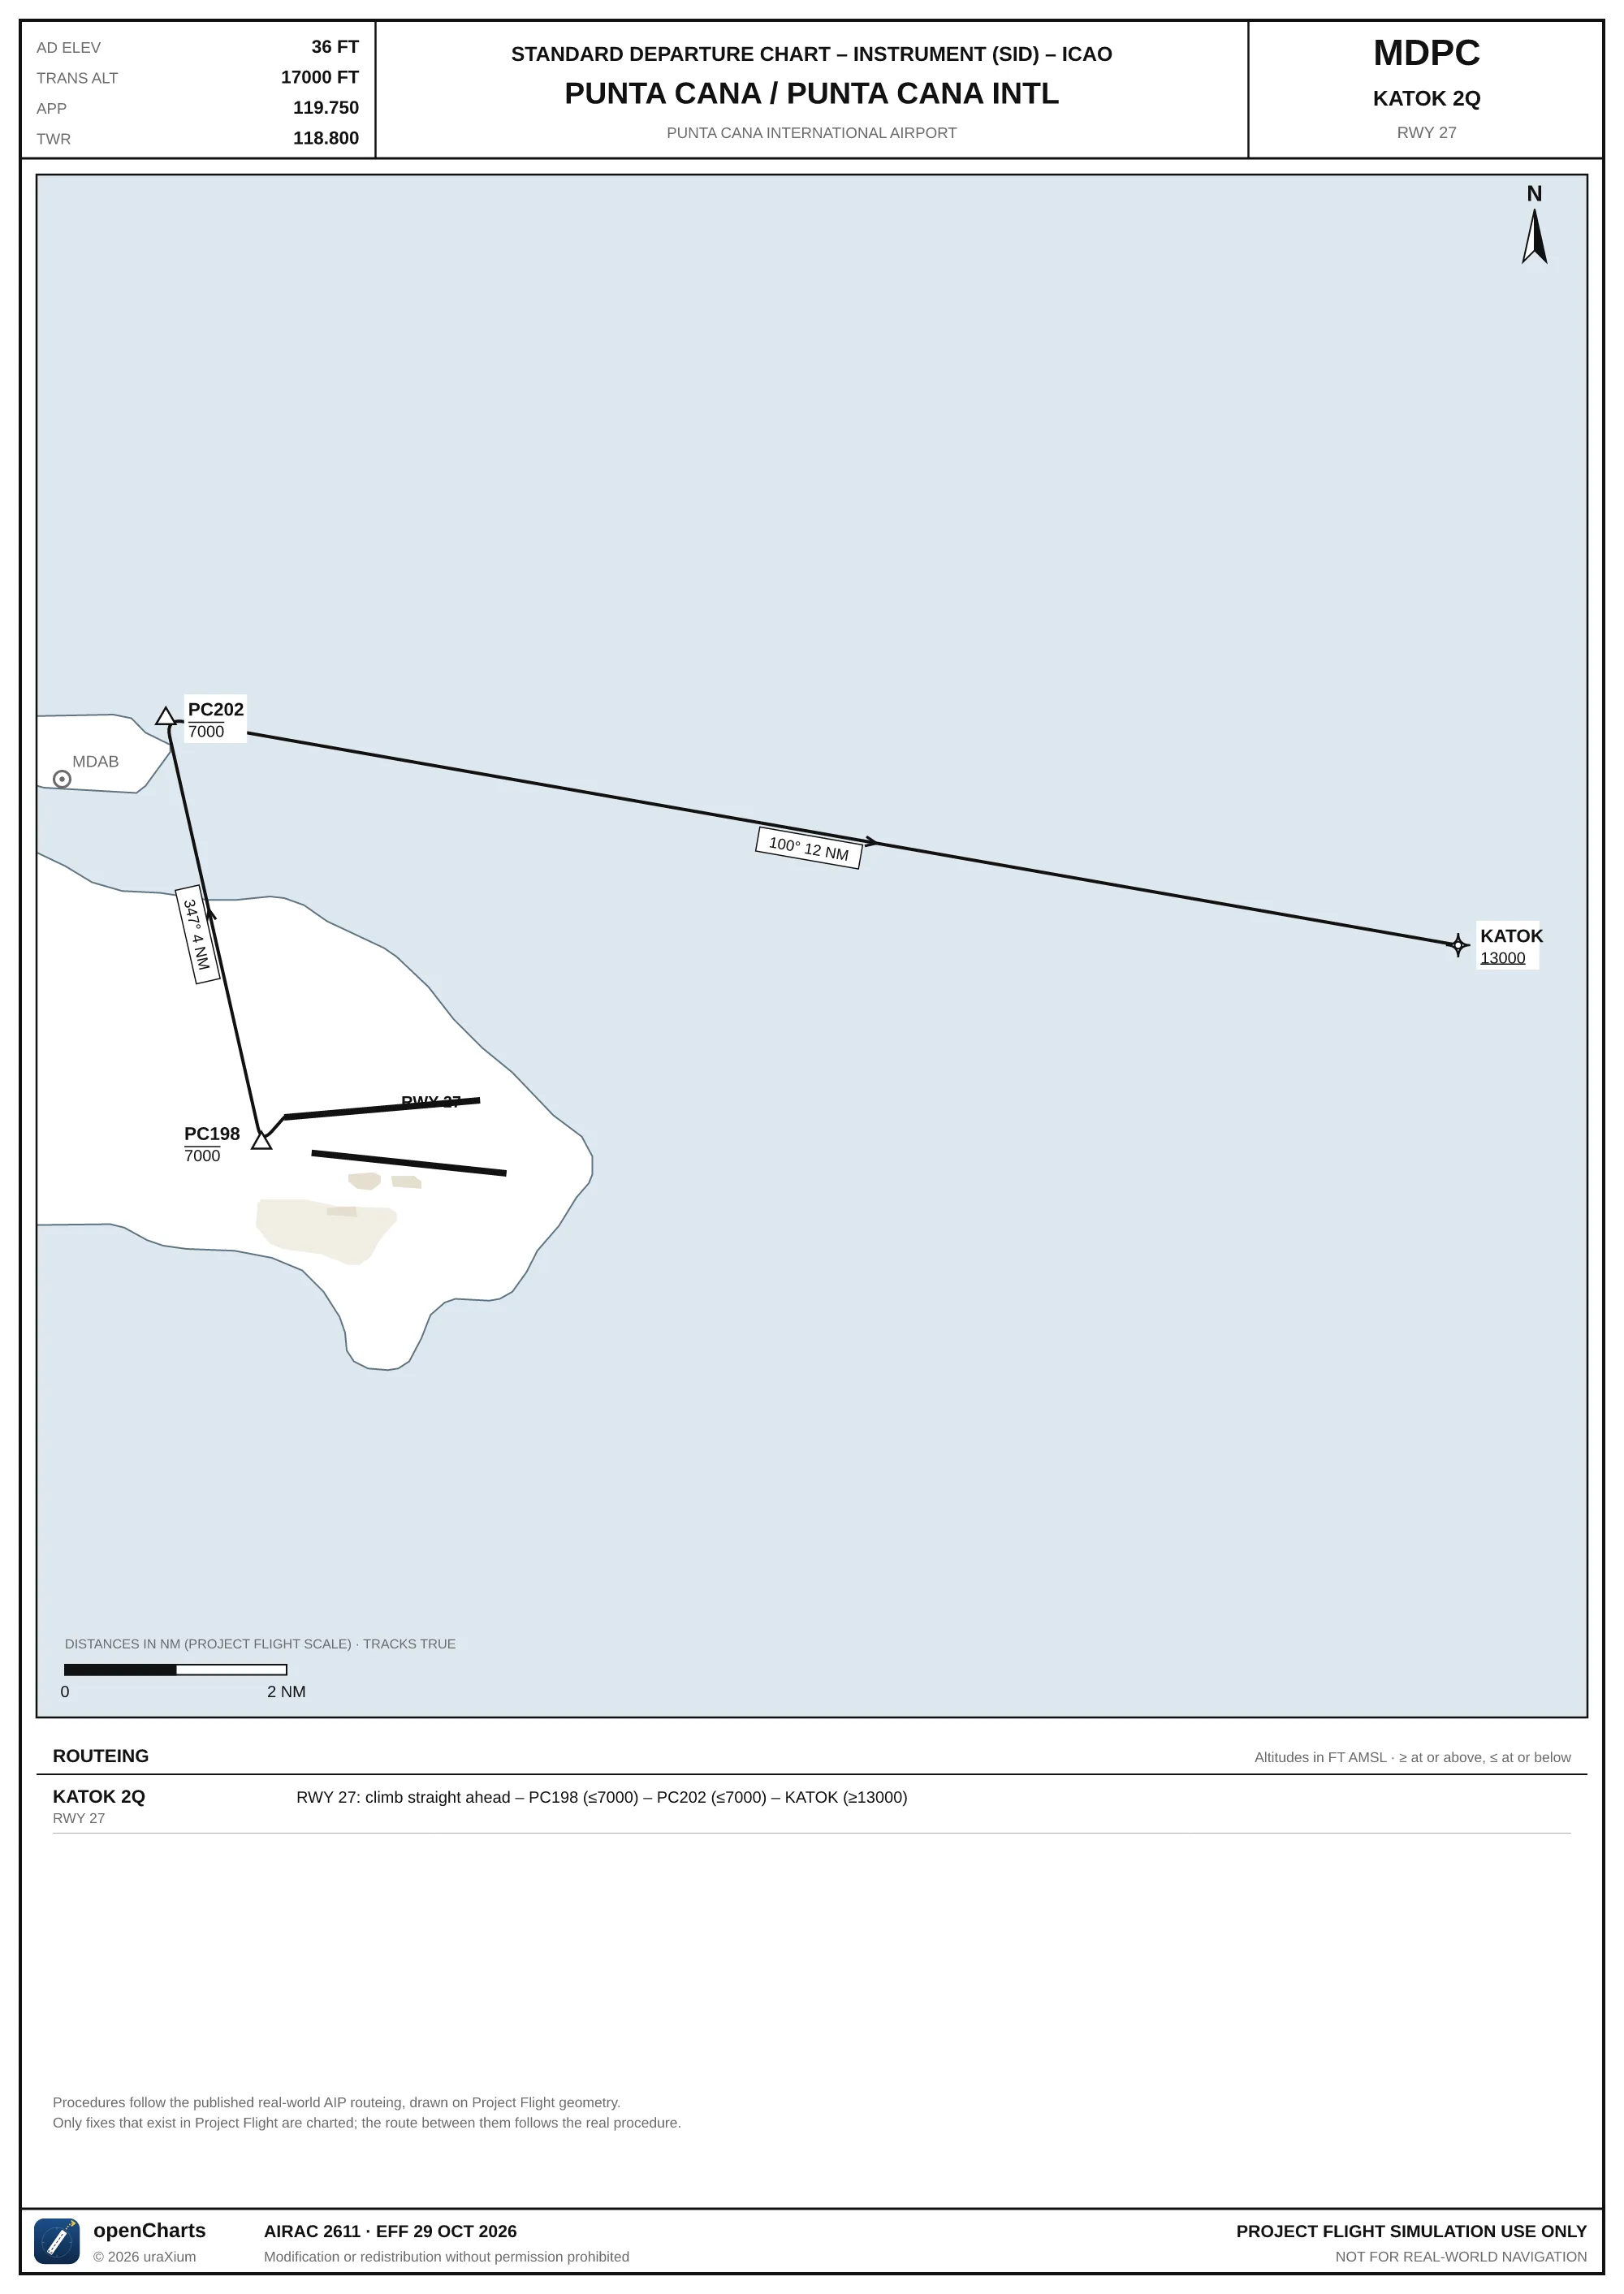 AD ELEV 36 FT
TRANS ALT 17000 FT
APP 119.750
TWR 118.800
STANDARD DEPARTURE CHART – INSTRUMENT (SID) – ICAO
PUNTA CANA / PUNTA CANA INTL
PUNTA CANA INTERNATIONAL AIRPORT
MDPC
KATOK 2Q
RWY 27
N
PC202
7000
MDAB
100° 12 NM
347° 4 NM
KATOK
13000
RWY 27
PC198
7000
DISTANCES IN NM (PROJECT FLIGHT SCALE) · TRACKS TRUE
0 2 NM
ROUTEING
Altitudes in FT AMSL · ≥ at or above, ≤ at or below
KATOK 2Q
RWY 27: climb straight ahead – PC198 (≤7000) – PC202 (≤7000) – KATOK (≥13000)
RWY 27
Procedures follow the published real-world AIP routeing, drawn on Project Flight geometry.
Only fixes that exist in Project Flight are charted; the route between them follows the real procedure.
openCharts
© 2026 uraXium
AIRAC 2611 · EFF 29 OCT 2026
Modification or redistribution without permission prohibited
PROJECT FLIGHT SIMULATION USE ONLY
NOT FOR REAL-WORLD NAVIGATION